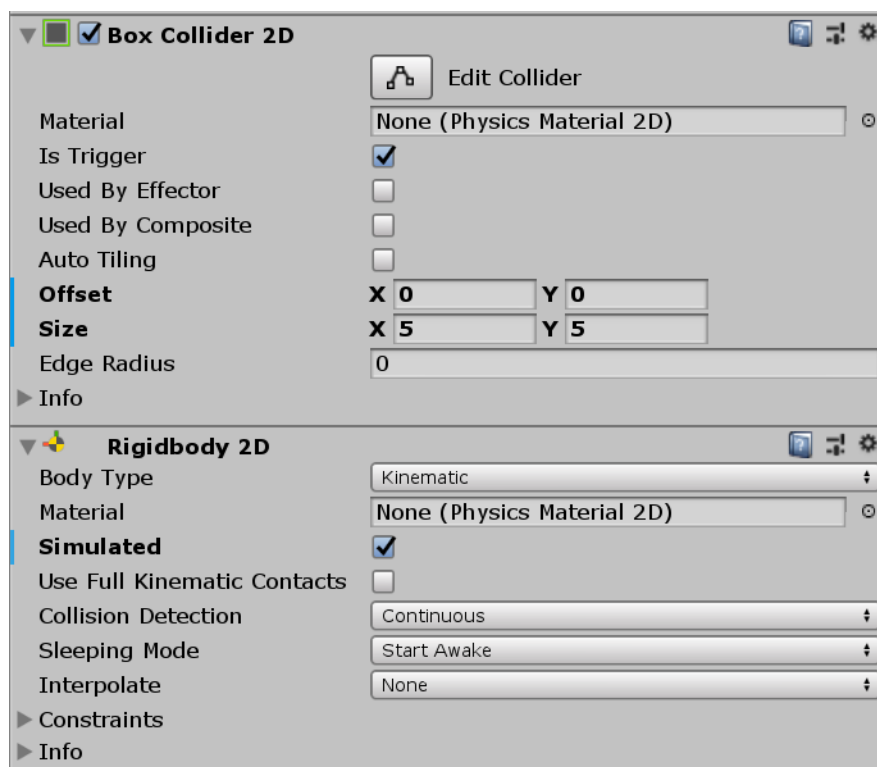 Box Collider 2D
Edit Collider
Material None (Physics Material 2D)
Is Trigger
Used By Effector
Used By Composite
Auto Tiling
Offset X 0 Y 0
Size X 5 Y 5
Edge Radius 0
Info
Rigidbody 2D
Body Type Kinematic
Material None (Physics Material 2D)
Simulated
Use Full Kinematic Contacts
Collision Detection Continuous
Sleeping Mode Start Awake
Interpolate None
Constraints
Info